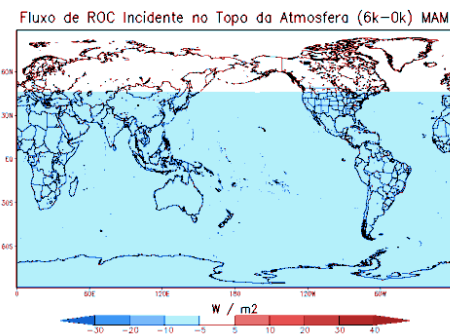 Fluxo de ROC Incidente no Topo da Atmosfera (6k−0k) MAM
60N
30N
EQ
30S
60S
0 60E 120E 180 120W 60W
W / m2
−30 −20 −10 −5 5 10 20 30 40